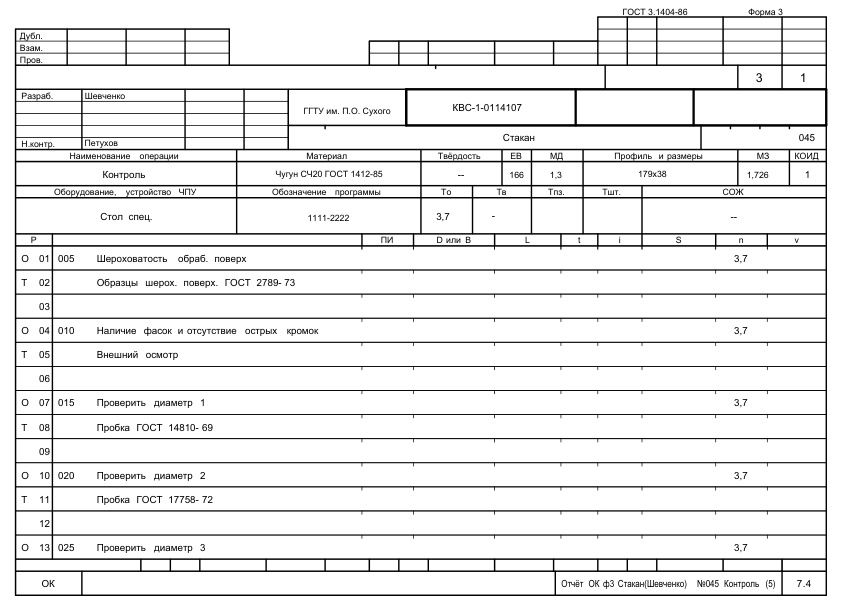 ГОСТ 3.1404-86 Форма 3
Дубл.
Взам.
Пров.
3 1
Разраб. Шевченко
ГГТУ им. П.О. Сухого КВС-1-0114107
Стакан 045
Н.контр. Петухов
Наименование операции Материал Твёрдость ЕВ МД Профиль и размеры МЗ КОИД
Контроль Чугун СЧ20 ГОСТ 1412-85 -- 166 1,3 179х38 1,726 1
Оборудование, устройство ЧПУ Обозначение программы То Тв Тпз. Тшт. СОЖ
Стол спец. 1111-2222 3,7 - --
Р ПИ D или В L t i S n v
О 01 005 Шероховатость обраб. поверх 3,7
Т 02 Образцы шерох. поверх. ГОСТ 2789- 73
03
О 04 010 Наличие фасок и отсутствие острых кромок 3,7
Т 05 Внешний осмотр
06
О 07 015 Проверить диаметр 1 3,7
Т 08 Пробка ГОСТ 14810- 69
09
О 10 020 Проверить диаметр 2 3,7
Т 11 Пробка ГОСТ 17758- 72
12
О 13 025 Проверить диаметр 3 3,7
ОК Отчёт ОК ф3 Стакан(Шевченко) №045 Контроль (5) 7.4